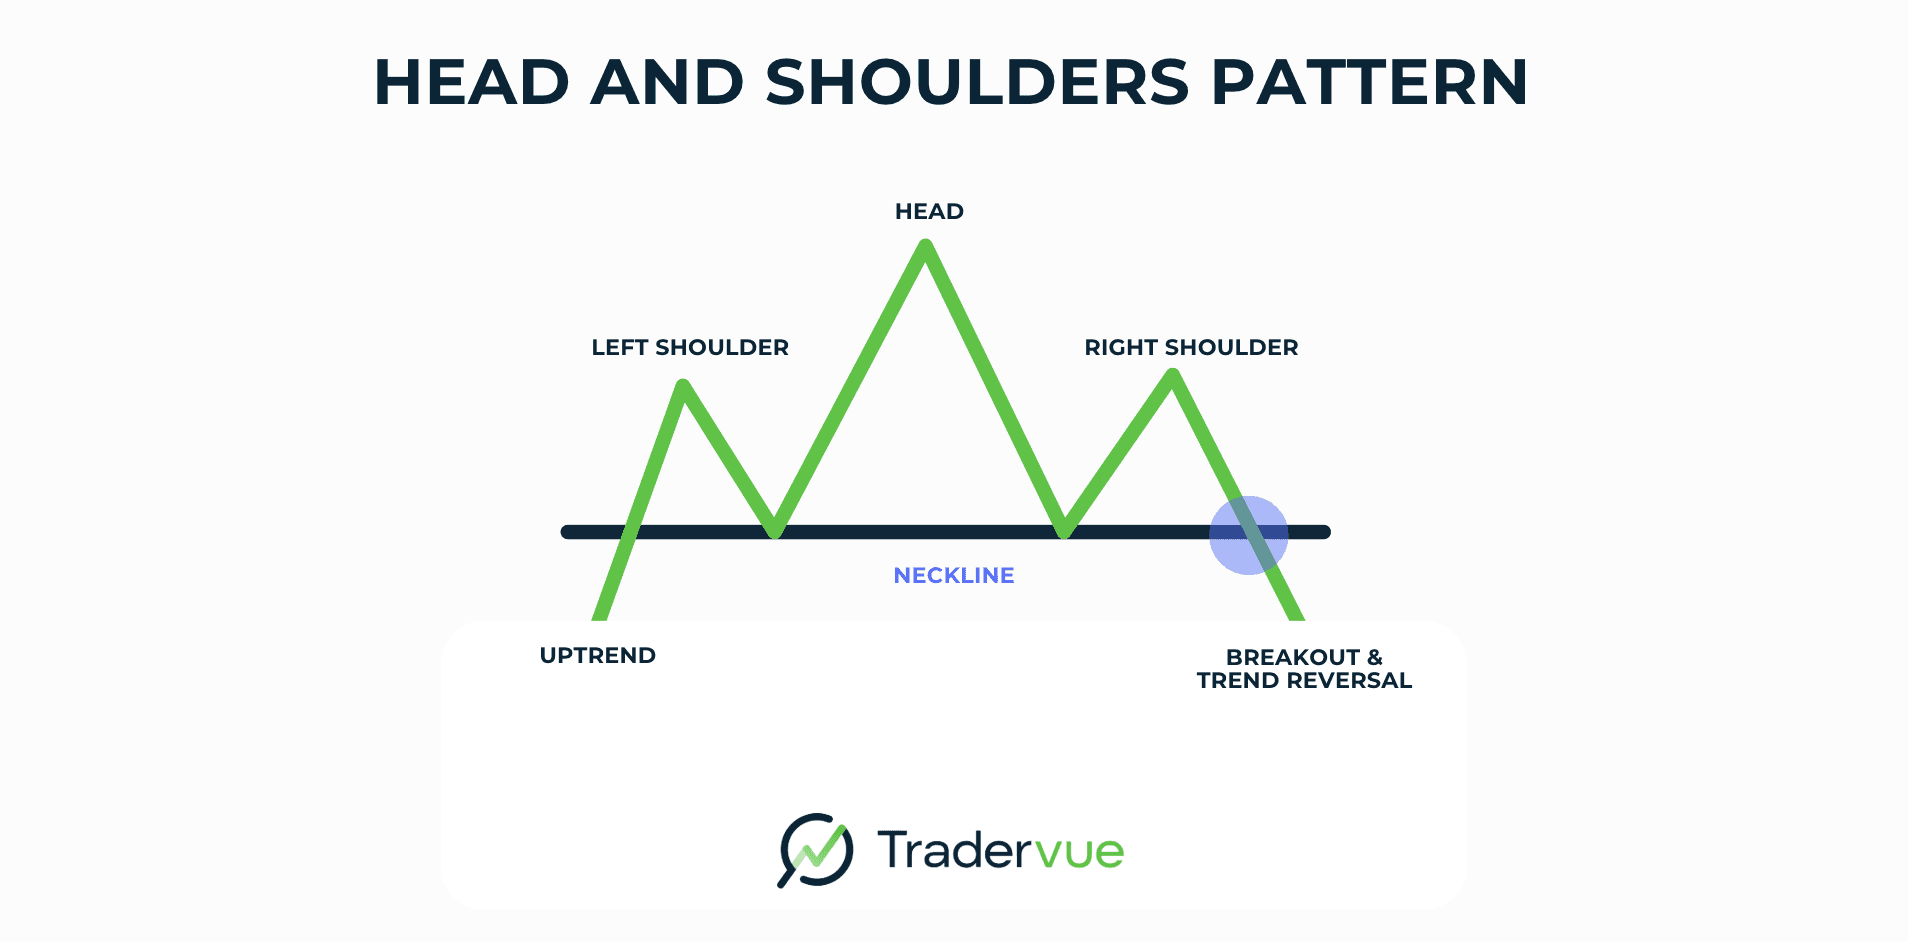 HEAD AND SHOULDERS PATTERN
HEAD
LEFT SHOULDER
RIGHT SHOULDER
NECKLINE
UPTREND
BREAKOUT &
TREND REVERSAL
Tradervue